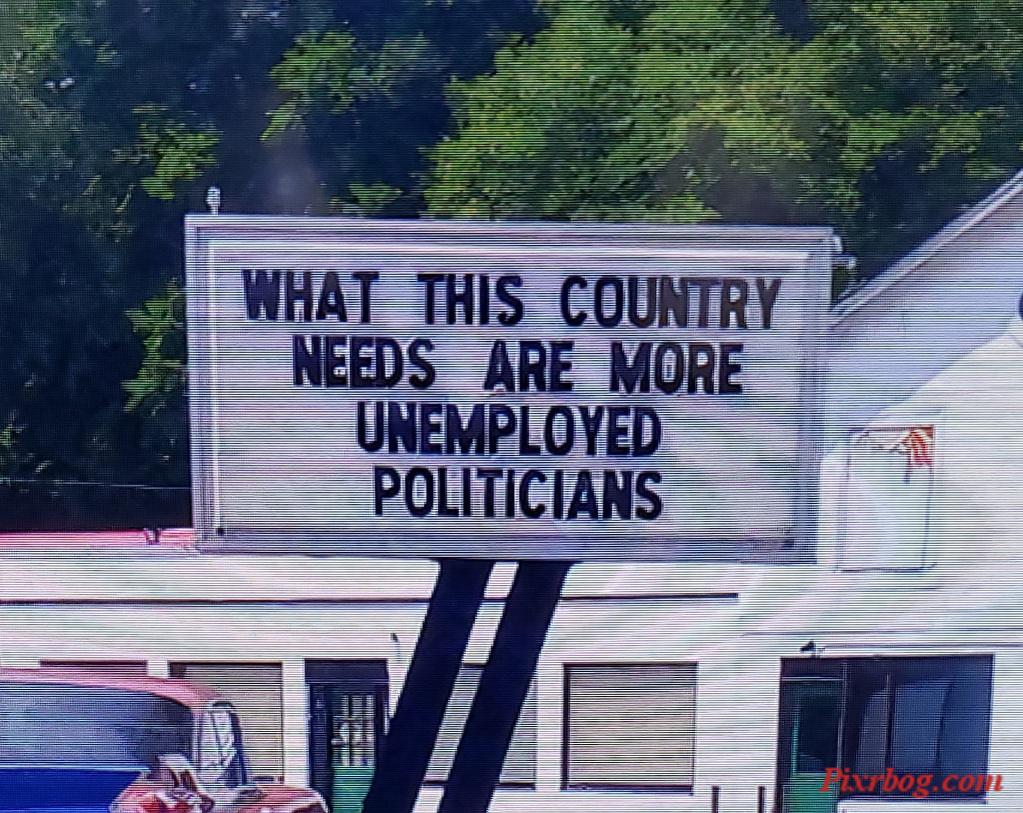 WHAT THIS COUNTRY
NEEDS ARE MORE
UNEMPLOYED
POLITICIANS
Pixrbog.com